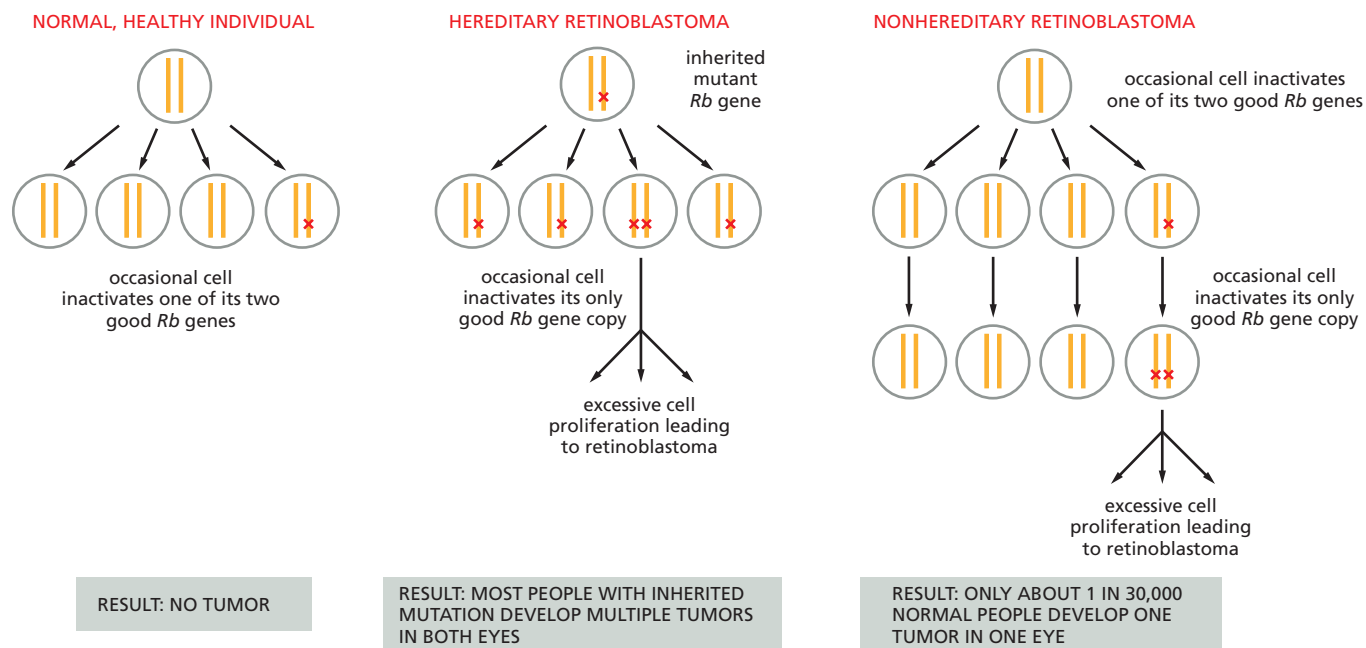 NORMAL, HEALTHY INDIVIDUAL
occasional cell
inactivates one of its two
good Rb genes
RESULT: NO TUMOR
HEREDITARY RETINOBLASTOMA
inherited
mutant
Rb gene
occasional cell
inactivates its only
good Rb gene copy
excessive cell
proliferation leading
to retinoblastoma
RESULT: MOST PEOPLE WITH INHERITED
MUTATION DEVELOP MULTIPLE TUMORS
IN BOTH EYES
NONHEREDITARY RETINOBLASTOMA
occasional cell inactivates
one of its two good Rb genes
occasional cell
inactivates its only
good Rb gene copy
excessive cell
proliferation leading
to retinoblastoma
RESULT: ONLY ABOUT 1 IN 30,000
NORMAL PEOPLE DEVELOP ONE
TUMOR IN ONE EYE